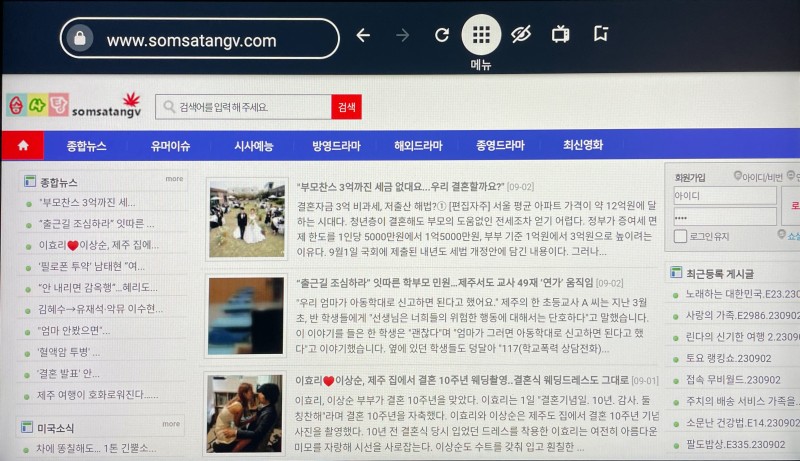 www.somsatangv.com
메뉴
솜사탕
somsatangv
검색어를 입력 해 주세요.
검색
종합뉴스
유머이슈
시사예능
방영드라마
해외드라마
종영드라마
최신영화
종합뉴스
more
'부모찬스 3억까진 세...
"출근길 조심하라" 잇따른 ...
이효리♥이상순, 제주 집에...
'필로폰 투약' 남태현 "여...
"안 내리면 감옥행"...혜리도...
김혜수→유재석·악뮤 이수현...
"엄마 안봤으면"...
'혈액암 투병' ...
'결혼 발표' 안...
제주 여행이 호화로워진다......
미국소식
more
차에 똥칠해도... 1톤 긴뿔소...
"부모찬스 3억까진 세금 없대요...우리 결혼할까요?" [09-02]
결혼자금 3억 비과세, 저출산 해법?① [편집자주] 서울 평균 아파트 가격이 약 12억원에 달
하는 시대다. 청년층이 결혼해도 부모의 도움없인 전세조차 얻기 어렵다. 정부가 증여세 면
제 한도를 1인당 5000만원에서 1억5000만원, 부부 기준 1억원에서 3억원으로 높이려는
이유다. 9월1일 국회에 제출된 내년도 세법 개정안에 담긴 내용이다. 그러나...
"출근길 조심하라" 잇따른 학부모 민원...제주서도 교사 49재 '연가' 움직임 [09-02]
"우리 엄마가 아동학대로 신고하면 된다고 했어요." 제주의 한 초등교사 A 씨는 지난 3월
초, 반 학생들에게 "선생님은 너희들의 위험한 행동에 대해서는 단호하다"고 말했습니다.
이 이야기를 들은 한 학생은 "괜찮다"며 "엄마가 그러면 아동학대로 신고하면 된다고 했
다"고 이야기했습니다. 옆에 있던 학생들도 덩달아 "117(학교폭력 상담전화)...
이효리♥이상순, 제주 집에서 결혼 10주년 웨딩촬영..결혼식 웨딩드레스도 그대로 [09-01]
이효리, 이상순 부부가 결혼 10주년을 맞았다. 이효리는 1일 "결혼기념일. 10년. 감사. 둘
칭찬해"라며 결혼 10주년을 자축했다. 이효리와 이상순은 제주도 집에서 결혼 10주년 기념
사진을 촬영했다. 10년 전 결혼식 당시 입었던 드레스를 착용한 이효리는 여전히 아름다운
미모를 자랑해 시선을 사로잡는다. 이상순도 수트를 갖춰 입고 훤칠한 ...
회원가입
아이디/비번
아이디
로
로그인 유지
최근등록 게시글
노래하는 대한민국.E23.230
사랑의 가족.E2986.230902
린다의 신기한 여행 2.23090
토요 랭킹쇼.230902
접속 무비월드.230902
주치의 배송 서비스 가족을..
소문난 건강법.E14.230902
팔도밥상.E335.230902